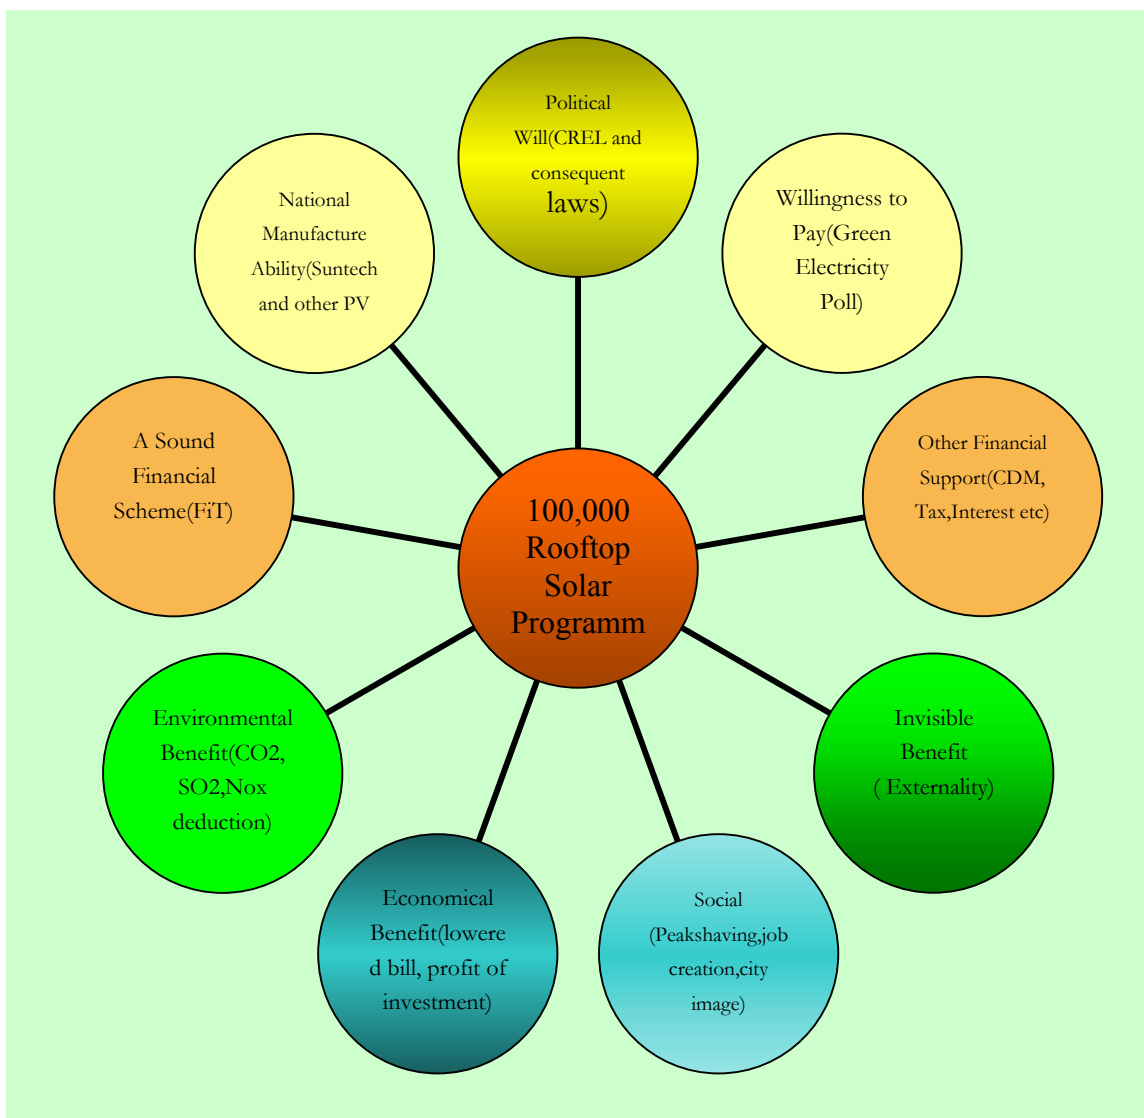 Political
Will(CREL and
consequent
laws)
National
Manufacture
Ability(Suntech
and other PV
Willingness to
Pay(Green
Electricity
Poll)
A Sound
Financial
Scheme(FiT)
Other Financial
Support(CDM,
Tax,Interest etc)
100,000
Rooftop
Solar
Programm
Environmental
Benefit(CO2,
SO2,Nox
deduction)
Invisible
Benefit
( Externality)
Economical
Benefit(lowere
d bill, profit of
investment)
Social
(Peakshaving,job
creation,city
image)